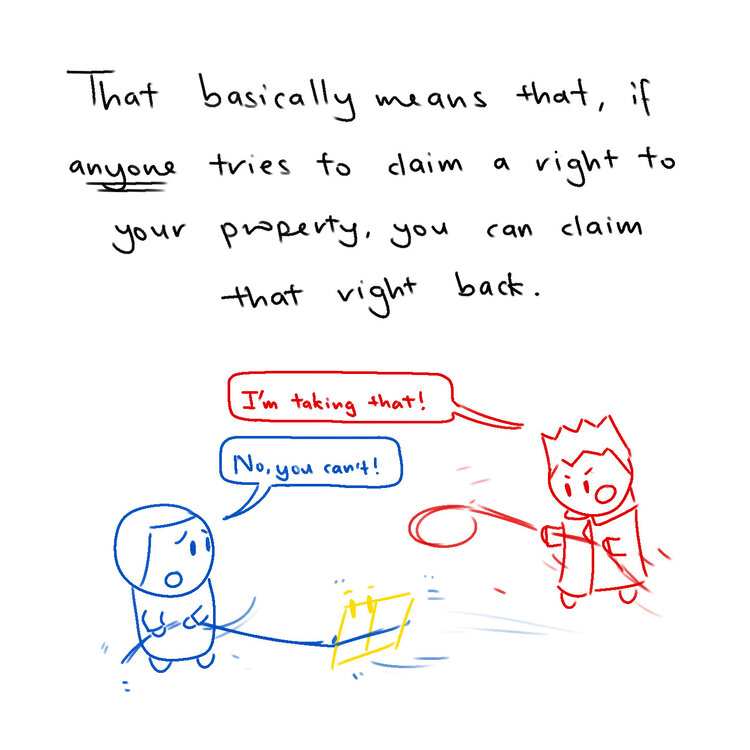 That basically means that, if
anyone tries to claim a right to
your property, you can claim
that right back.
I'm taking that!
No, you can't!